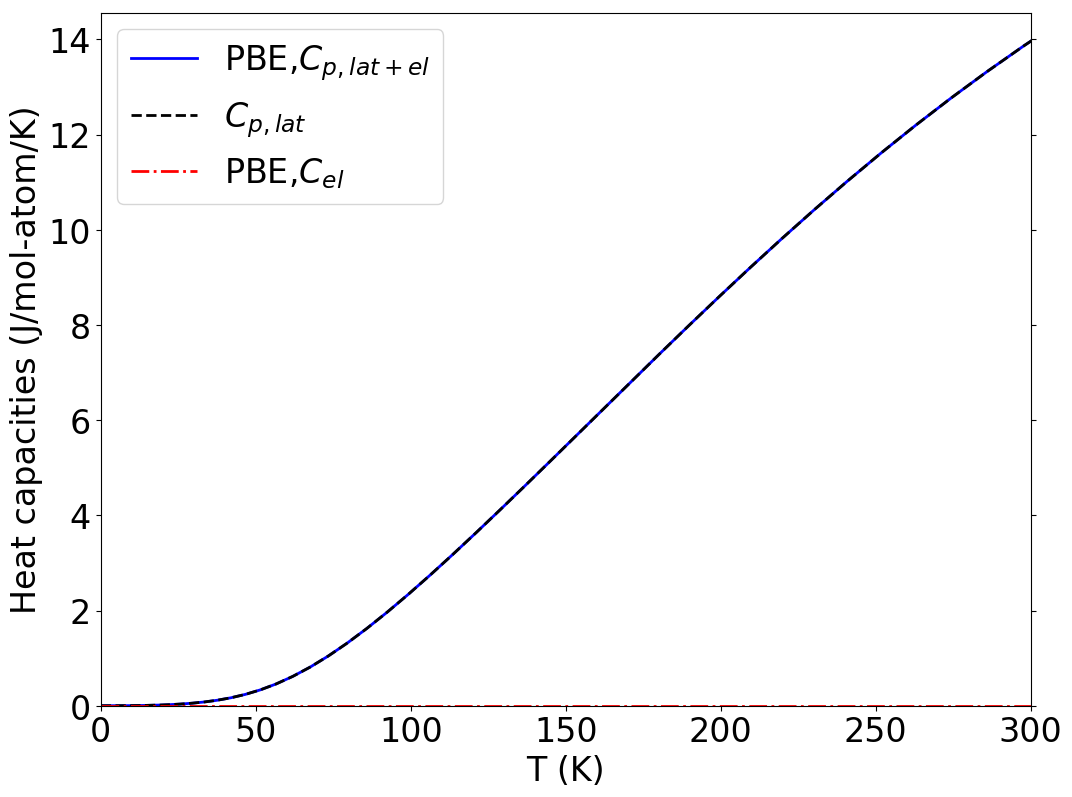 14
12
10
8
6
4
2
0
Heat capacities (J/mol-atom/K)
PBE,C_{p,lat+el}
C_{p,lat}
PBE,C_{el}
0 50 100 150 200 250 300
T (K)